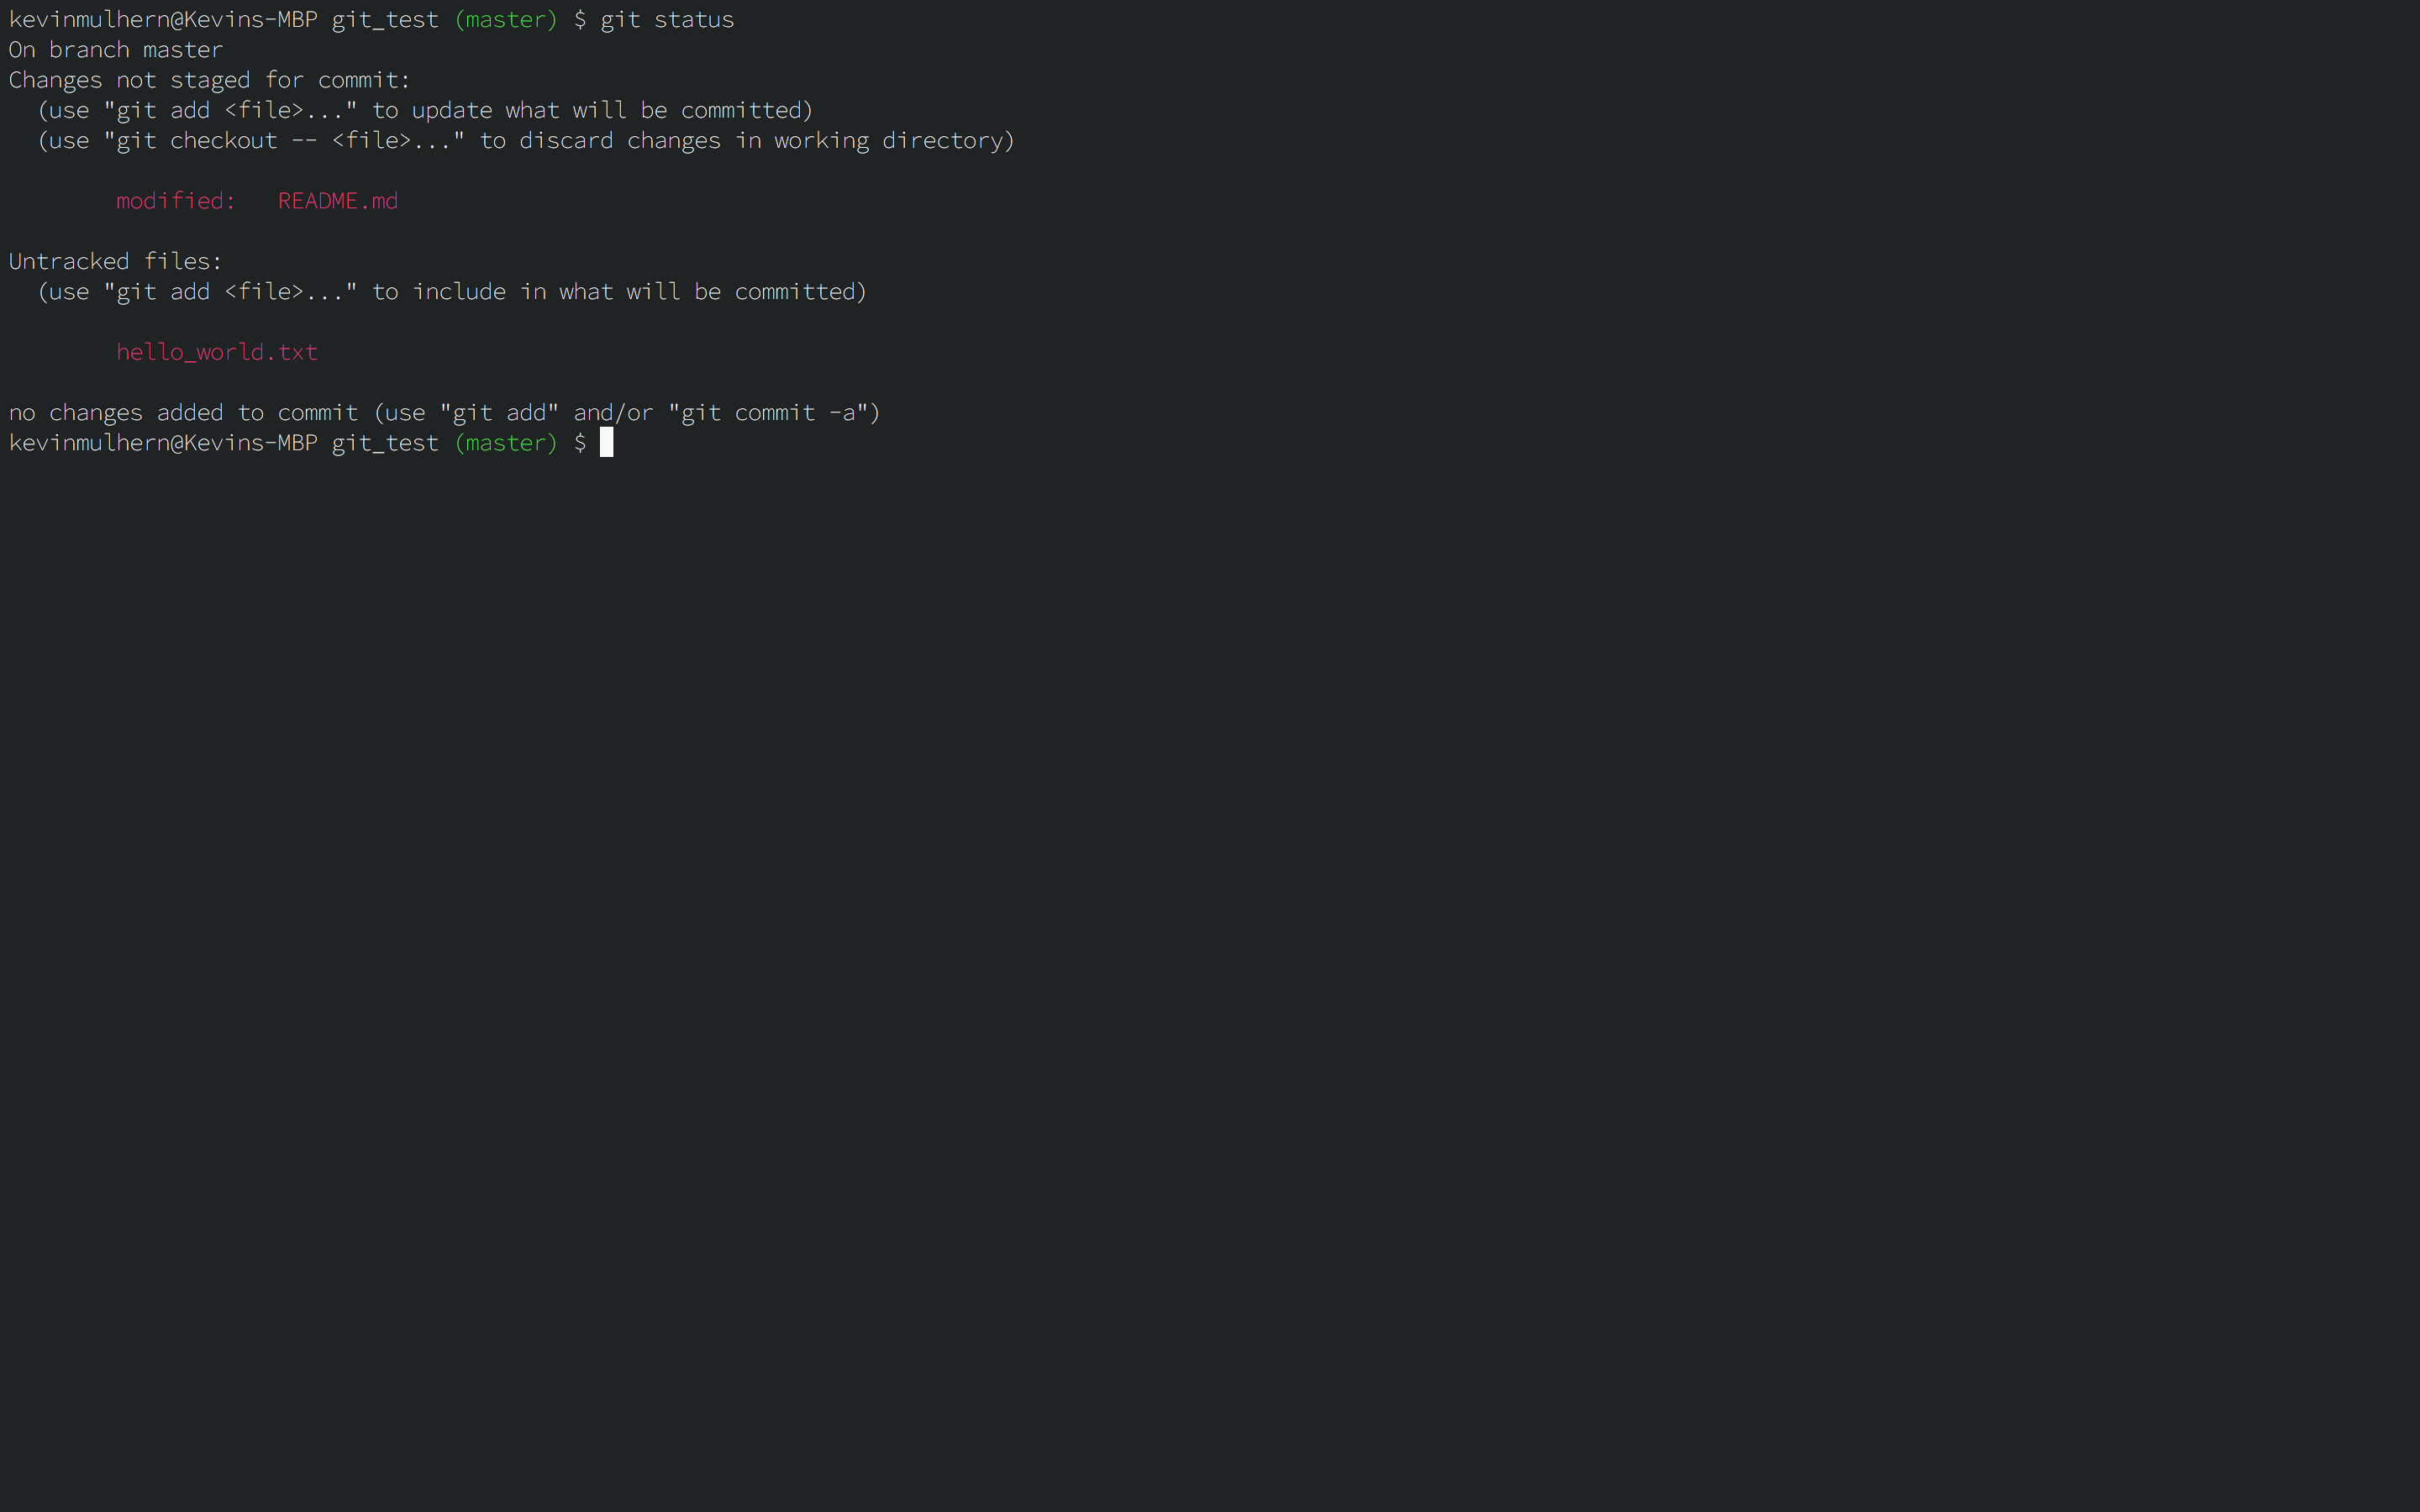 kevinmulhern@Kevins-MBP git_test (master) $ git status
On branch master
Changes not staged for commit:
  (use "git add <file>..." to update what will be committed)
  (use "git checkout -- <file>..." to discard changes in working directory)

        modified:   README.md

Untracked files:
  (use "git add <file>..." to include in what will be committed)

        hello_world.txt

no changes added to commit (use "git add" and/or "git commit -a")
kevinmulhern@Kevins-MBP git_test (master) $